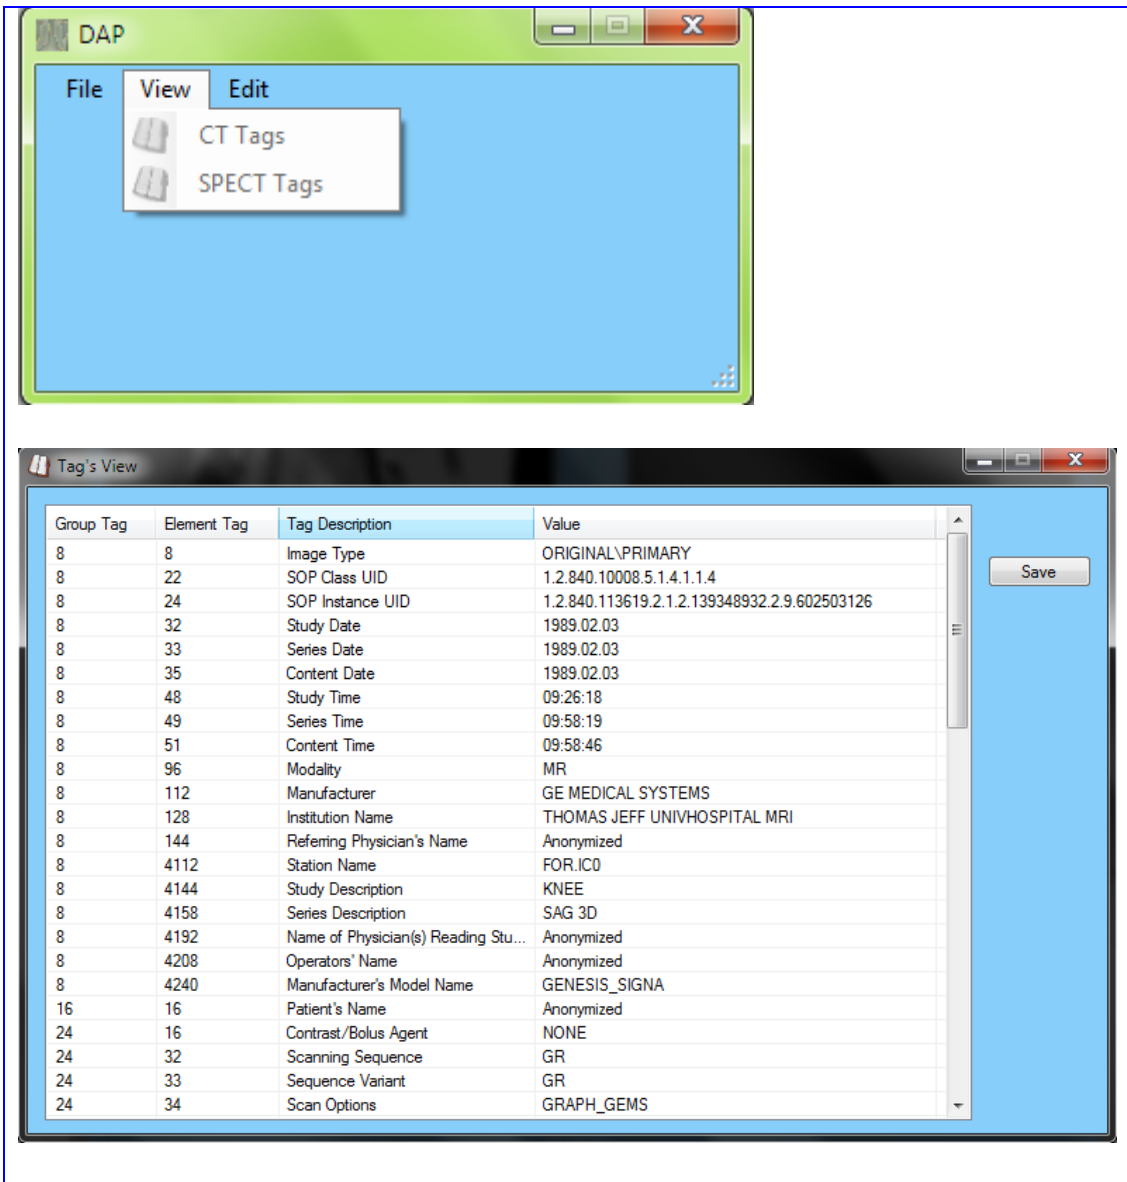 DAP
File View Edit
CT Tags
SPECT Tags
Tag's View
Group Tag Element Tag Tag Description Value
8 8 Image Type ORIGINAL\PRIMARY
Save
8 22 SOP Class UID 1.2.840.10008.5.1.4.1.1.4
8 24 SOP Instance UID 1.2.840.113619.2.1.2.139348932.2.9.602503126
8 32 Study Date 1989.02.03
8 33 Series Date 1989.02.03
8 35 Content Date 1989.02.03
8 48 Study Time 09:26:18
8 49 Series Time 09:58:19
8 51 Content Time 09:58:46
8 96 Modality MR
8 112 Manufacturer GE MEDICAL SYSTEMS
8 128 Institution Name THOMAS JEFF UNIVHOSPITAL MRI
8 144 Referring Physician's Name Anonymized
8 4112 Station Name FOR.IC0
8 4144 Study Description KNEE
8 4158 Series Description SAG 3D
8 4192 Name of Physician(s) Reading Stu... Anonymized
8 4208 Operators' Name Anonymized
8 4240 Manufacturer's Model Name GENESIS_SIGNA
16 16 Patient's Name Anonymized
24 16 Contrast/Bolus Agent NONE
24 32 Scanning Sequence GR
24 33 Sequence Variant GR
24 34 Scan Options GRAPH_GEMS